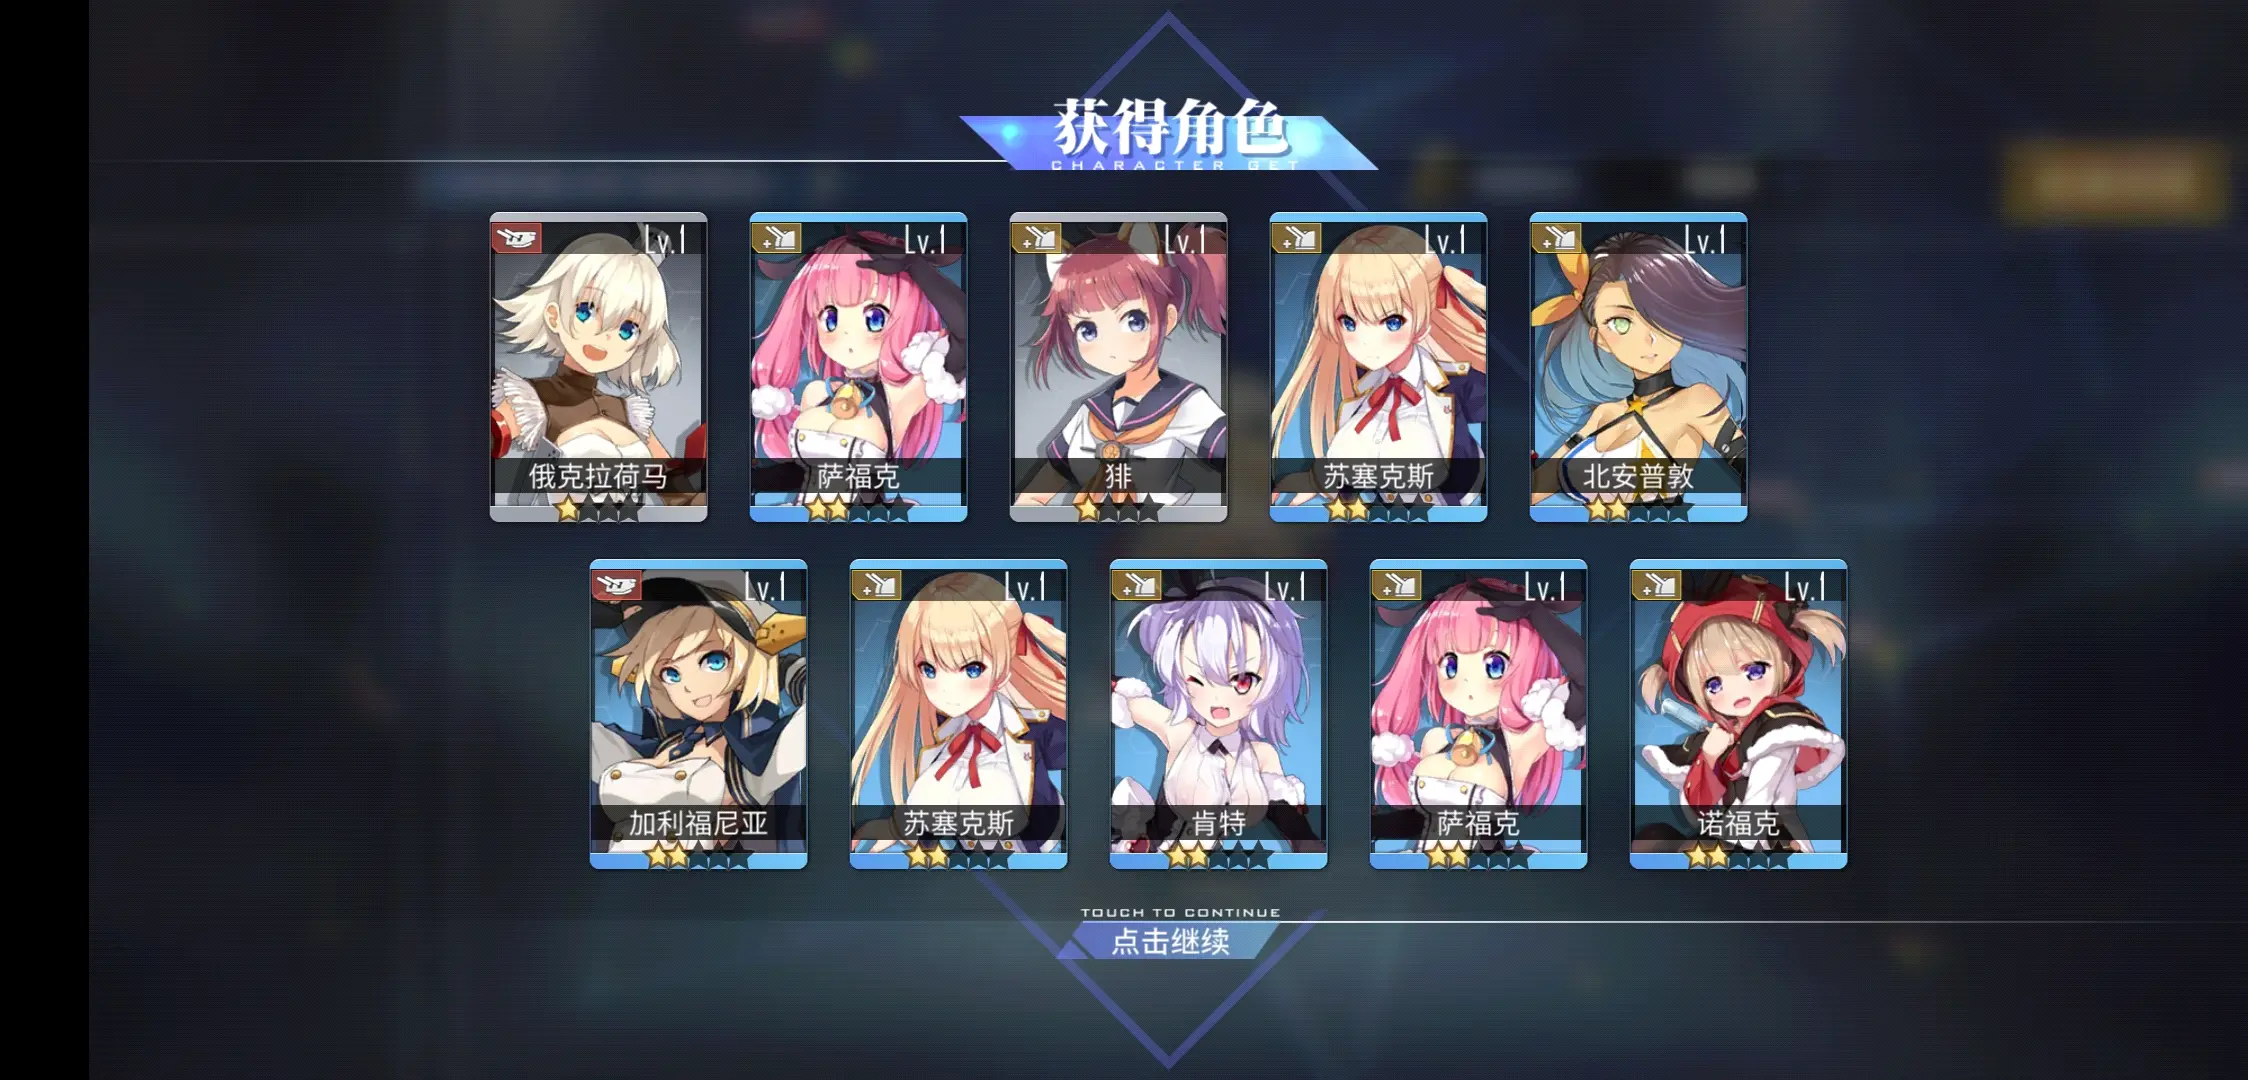 获得角色
CHARACTER GET
Lv.1
Lv.1
Lv.1
Lv.1
Lv.1
俄克拉荷马
萨福克
猅
苏塞克斯
北安普敦
Lv.1
Lv.1
Lv.1
Lv.1
Lv.1
加利福尼亚
苏塞克斯
肯特
萨福克
诺福克
TOUCH TO CONTINUE
点击继续